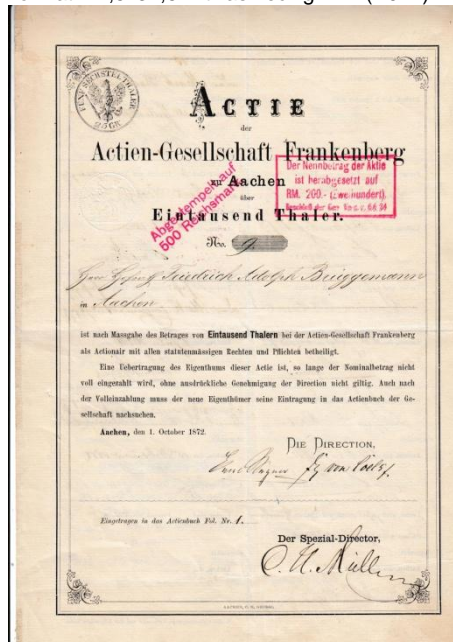 FÜNF SECHSTEL THALER
25 GR.
ACTIE
der
Actien-Gesellschaft Frankenberg
zu Aachen
über
Eintausend Thaler.
No. 9
Abgestempelt auf
500 Reichsmark
Der Nennbetrag der Aktie
ist herabgesetzt auf
RM. 200.- (zweihundert)
Friedrich Adolph Brüggemann
in Aachen
ist nach Massgabe des Betrages von Eintausend Thalern bei der Actien-Gesellschaft Frankenberg
als Actionair mit allen statutenmässigen Rechten und Pflichten betheiligt.
Eine Uebertragung des Eigenthums dieser Actie ist, so lange der Nominalbetrag nicht
voll eingezahlt wird, ohne ausdrückliche Genehmigung der Direction nicht giltig. Auch nach
der Volleinzahlung muss der neue Eigenthümer seine Eintragung in das Actienbuch der Ge-
sellschaft nachsuchen.
Aachen, den 1. October 1872.
DIE DIRECTION,
Eingetragen in das Actienbuch Fol. Nr. 1.
Der Spezial-Director,